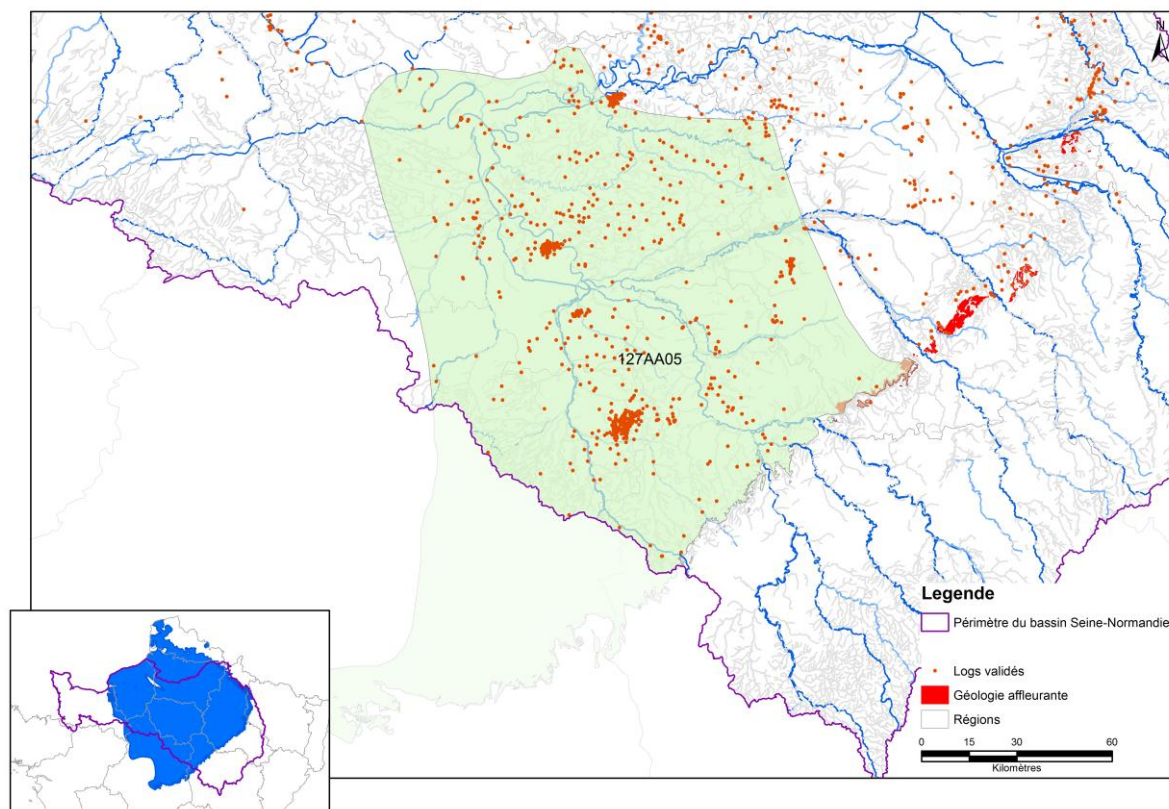 N
127AA05
Legende
Périmètre du bassin Seine-Normandie
Logs validés
Géologie affleurante
Régions
0 15 30 60
Kilomètres